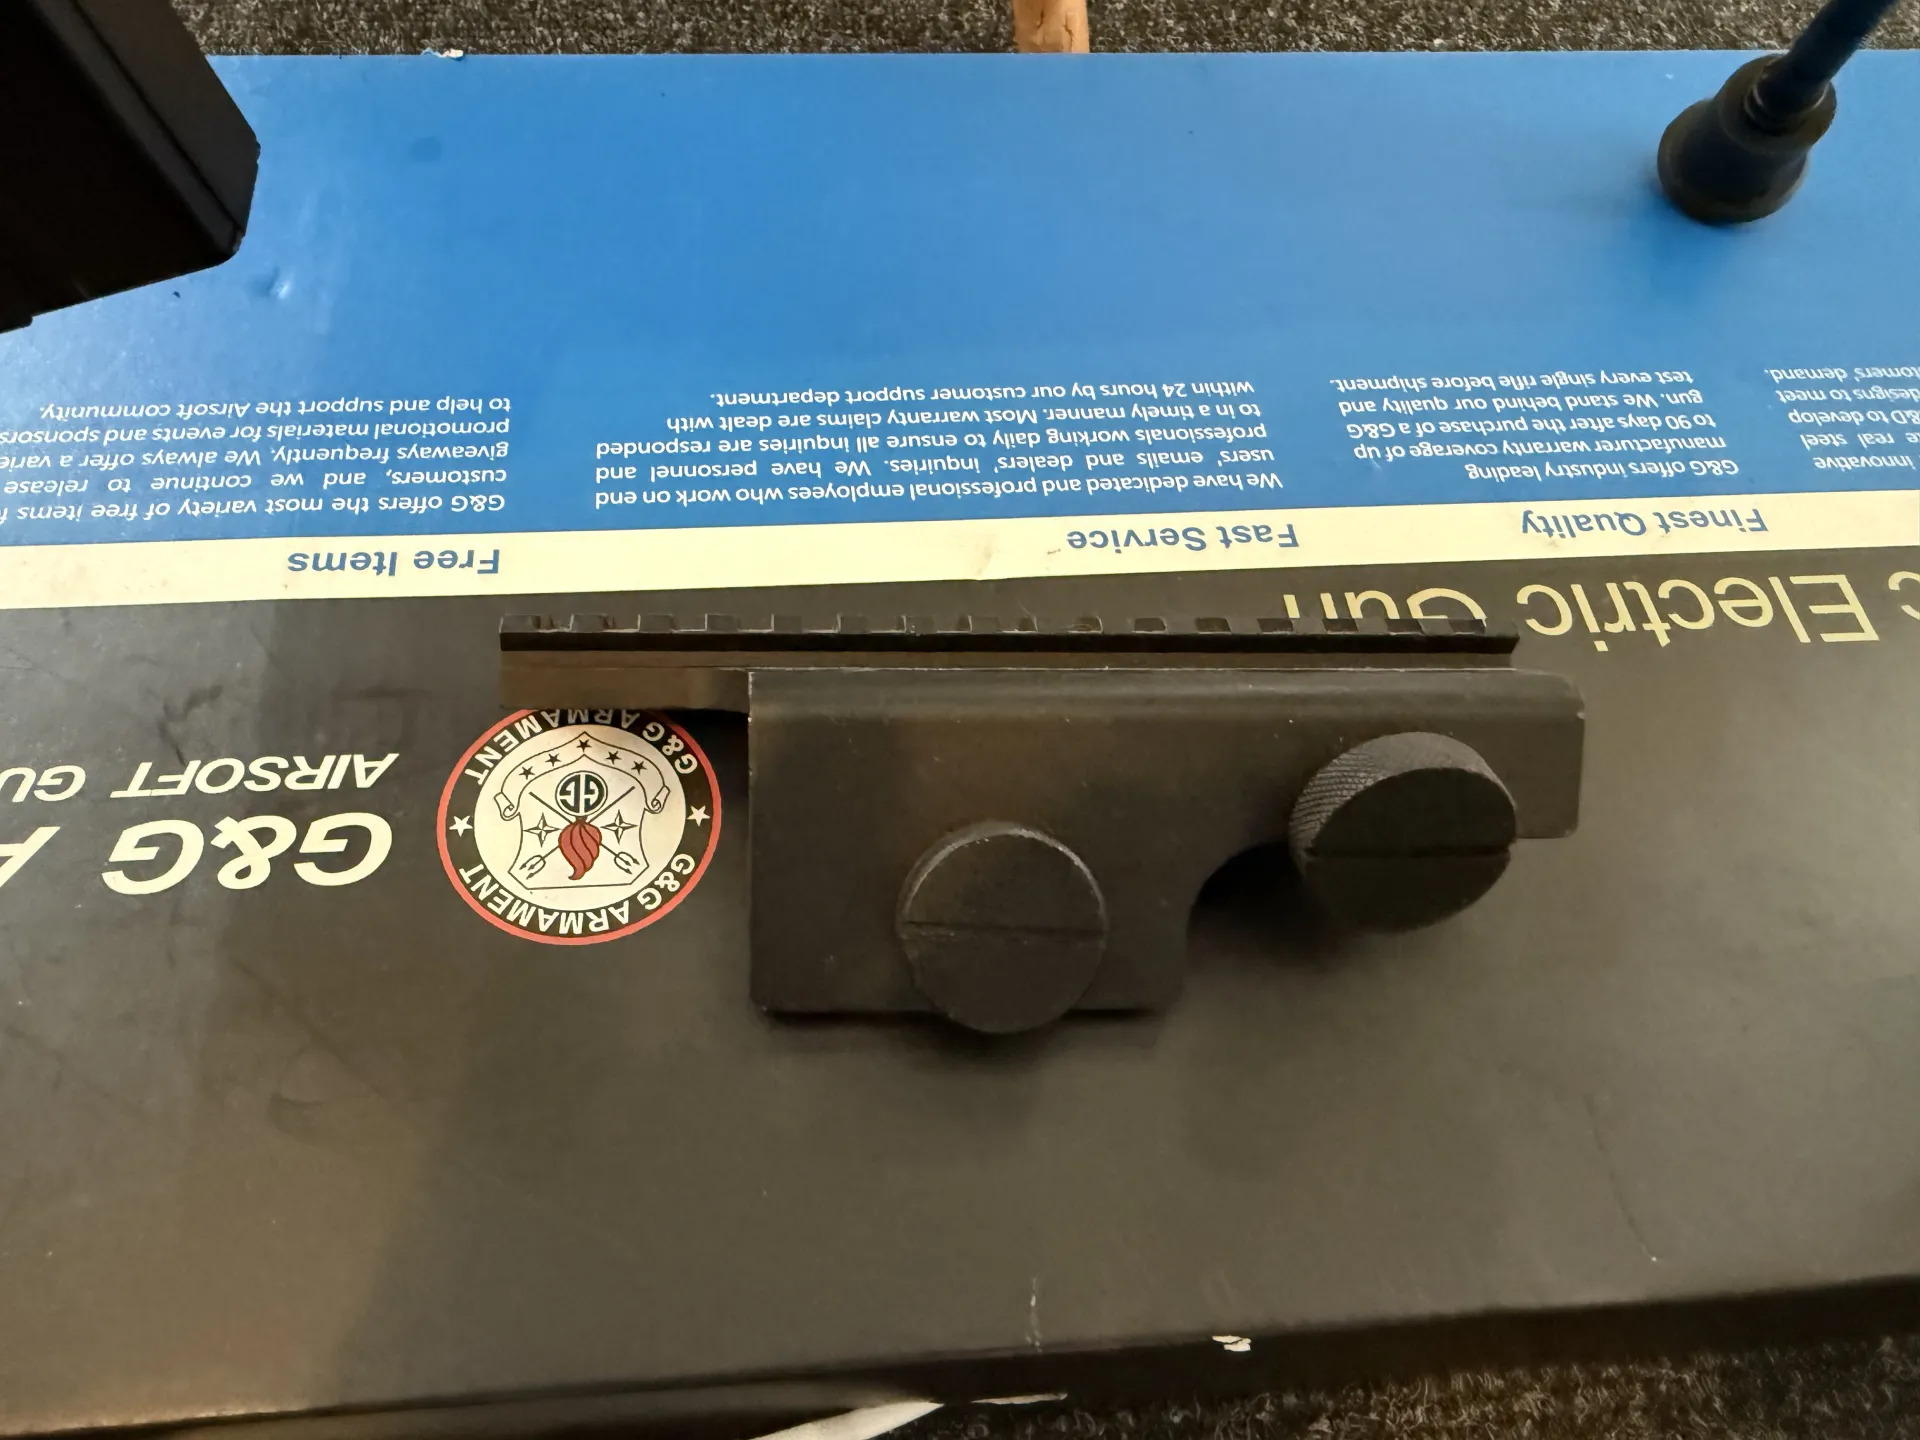 G&G A
AIRSOFT GU
G&G ARMAMENT
G&G ARMAMENT
GG
c Electric Gun
Finest Quality
G&G offers industry leading
manufacturer warranty coverage of up
to 90 days after the purchase of a G&G
gun. We stand behind our quality and
test every single rifle before shipment.
Fast Service
We have dedicated and professional employees who work on end
users' emails and dealers' inquiries. We have personnel and
professionals working daily to ensure all inquiries are responded
to in a timely manner. Most warranty claims are dealt with
within 24 hours by our customer support department.
Free Items
G&G offers the most variety of free items f
customers, and we continue to release
giveaways frequently. We always offer a varie
promotional materials for events and sponsors
to help and support the Airsoft community.
innovative
real steel
to develop
designs to meet
demand.